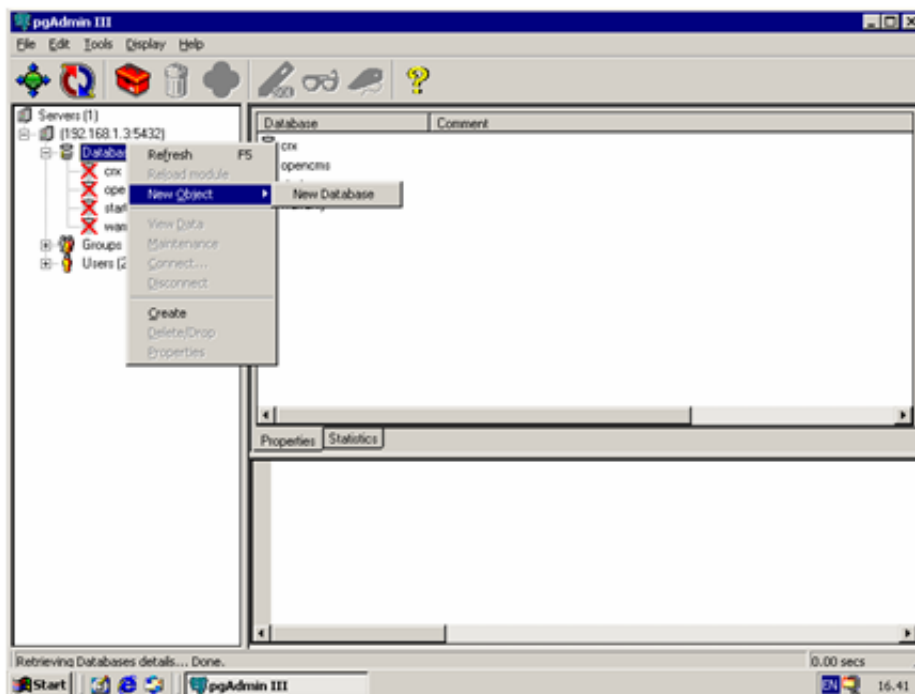 pgAdmin III
File Edit Tools Display Help
Servers (1)
(192.168.1.3:5432)
Databa
crx
ope
start
wan
Groups
Users (2
Refresh F5
Reload module
New Object
New Database
View Data
Maintenance
Connect...
Disconnect
Create
Delete/Drop
Properties
Database Comment
crx
opencms
Properties Statistics
Retrieving Databases details... Done.
0.00 secs
Start
pgAdmin III
EN
16.41